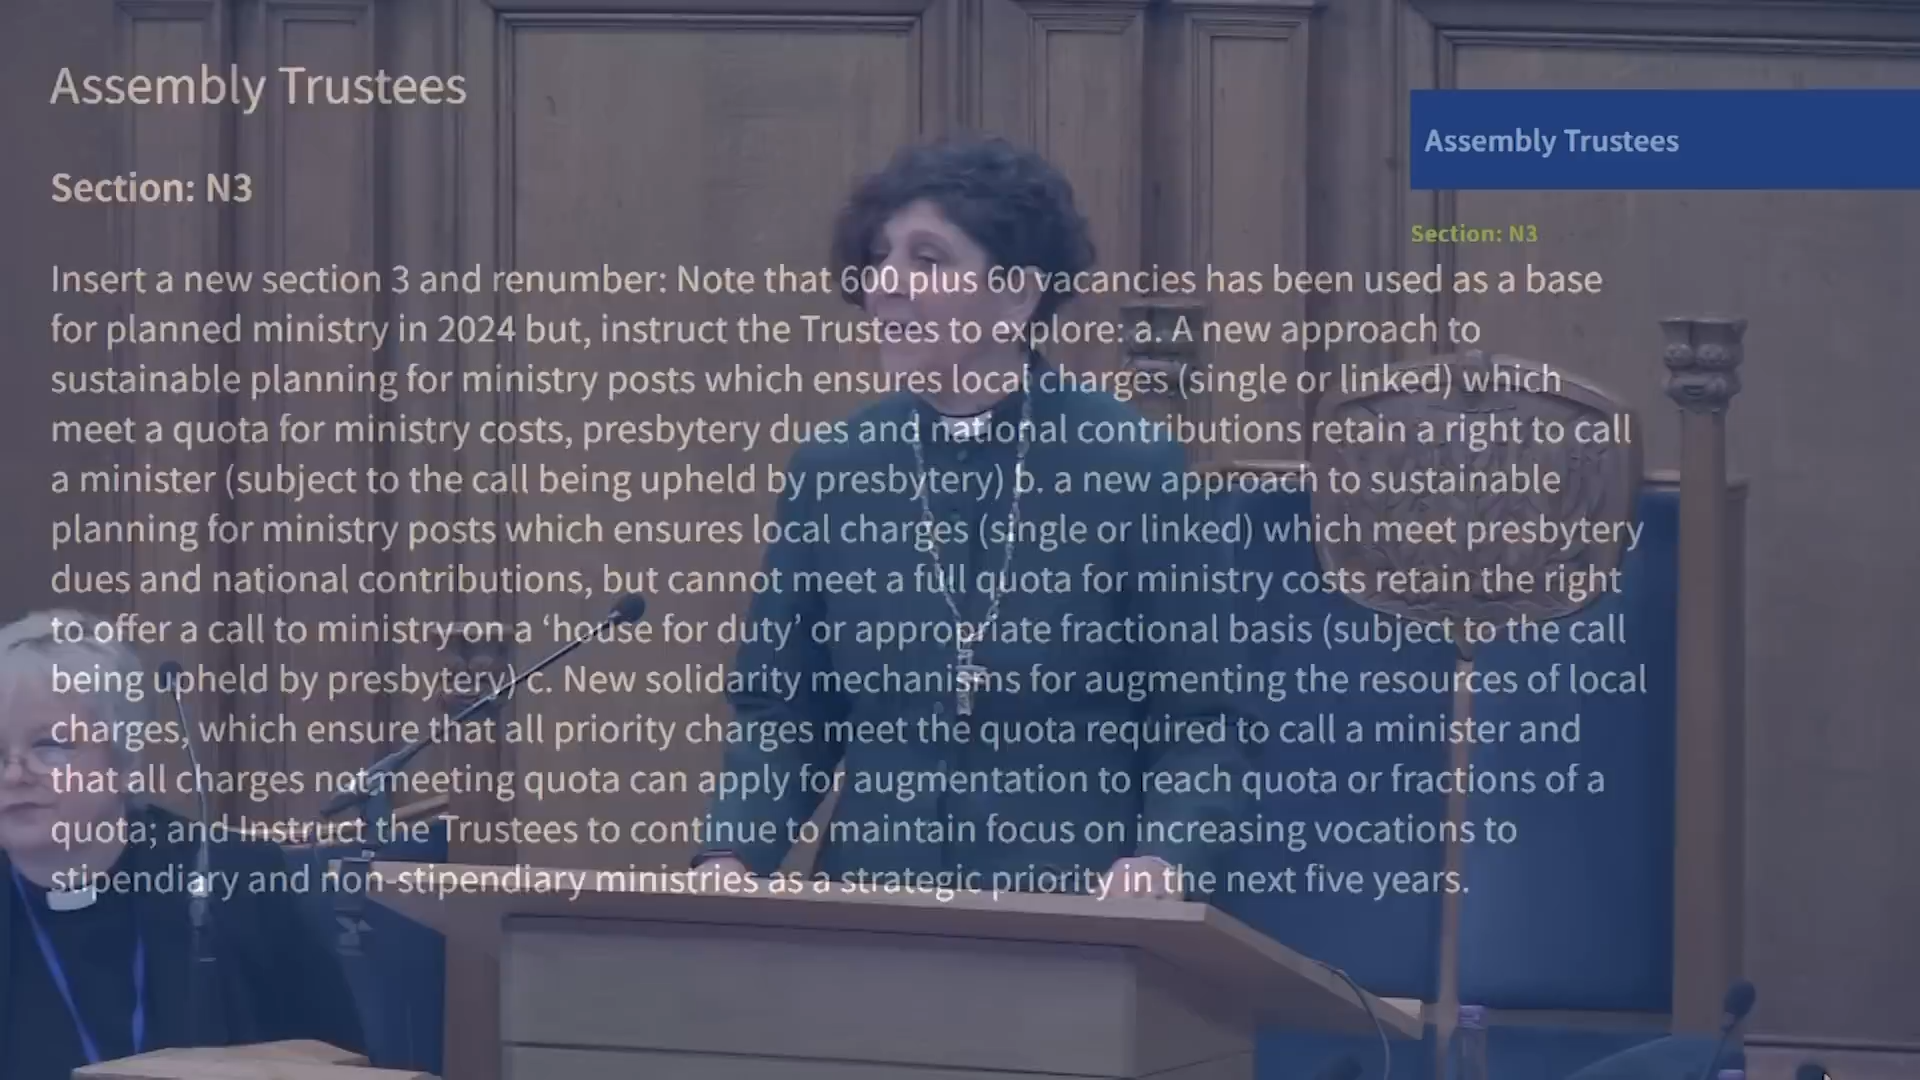 Assembly Trustees
Assembly Trustees
Section: N3
Section: N3
Insert a new section 3 and renumber: Note that 600 plus 60 vacancies has been used as a base
for planned ministry in 2024 but, instruct the Trustees to explore: a. A new approach to
sustainable planning for ministry posts which ensures local charges (single or linked) which
meet a quota for ministry costs, presbytery dues and national contributions retain a right to call
a minister (subject to the call being upheld by presbytery) b. a new approach to sustainable
planning for ministry posts which ensures local charges (single or linked) which meet presbytery
dues and national contributions, but cannot meet a full quota for ministry costs retain the right
to offer a call to ministry on a ‘house for duty’ or appropriate fractional basis (subject to the call
being upheld by presbytery) c. New solidarity mechanisms for augmenting the resources of local
charges, which ensure that all priority charges meet the quota required to call a minister and
that all charges not meeting quota can apply for augmentation to reach quota or fractions of a
quota; and Instruct the Trustees to continue to maintain focus on increasing vocations to
stipendiary and non-stipendiary ministries as a strategic priority in the next five years.